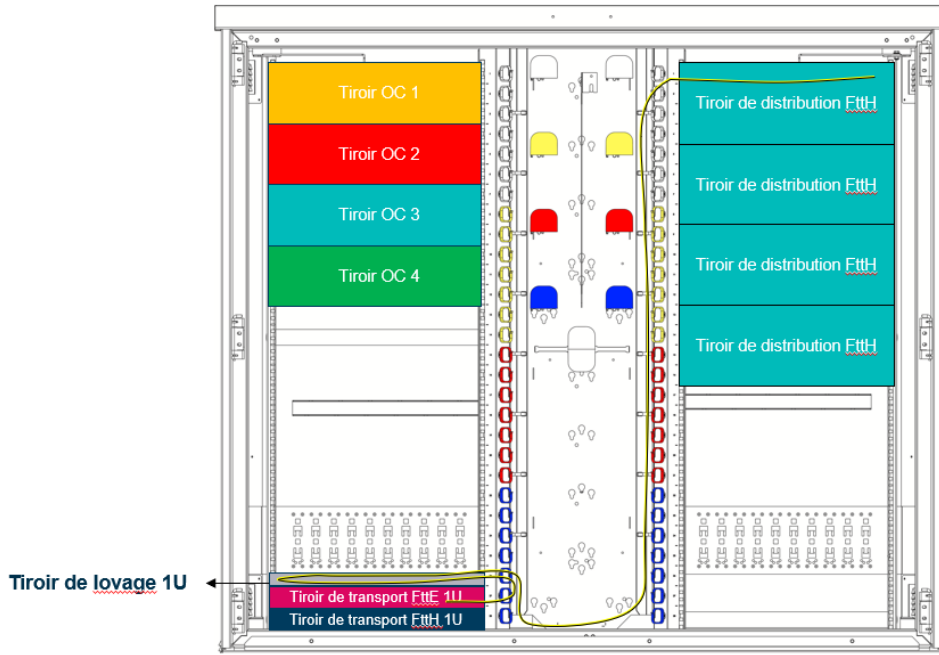 Tiroir OC 1
Tiroir OC 2
Tiroir OC 3
Tiroir OC 4
Tiroir de distribution FttH
Tiroir de distribution FttH
Tiroir de distribution FttH
Tiroir de distribution FttH
Tiroir de lovage 1U
Tiroir de transport FttE 1U
Tiroir de transport FttH 1U